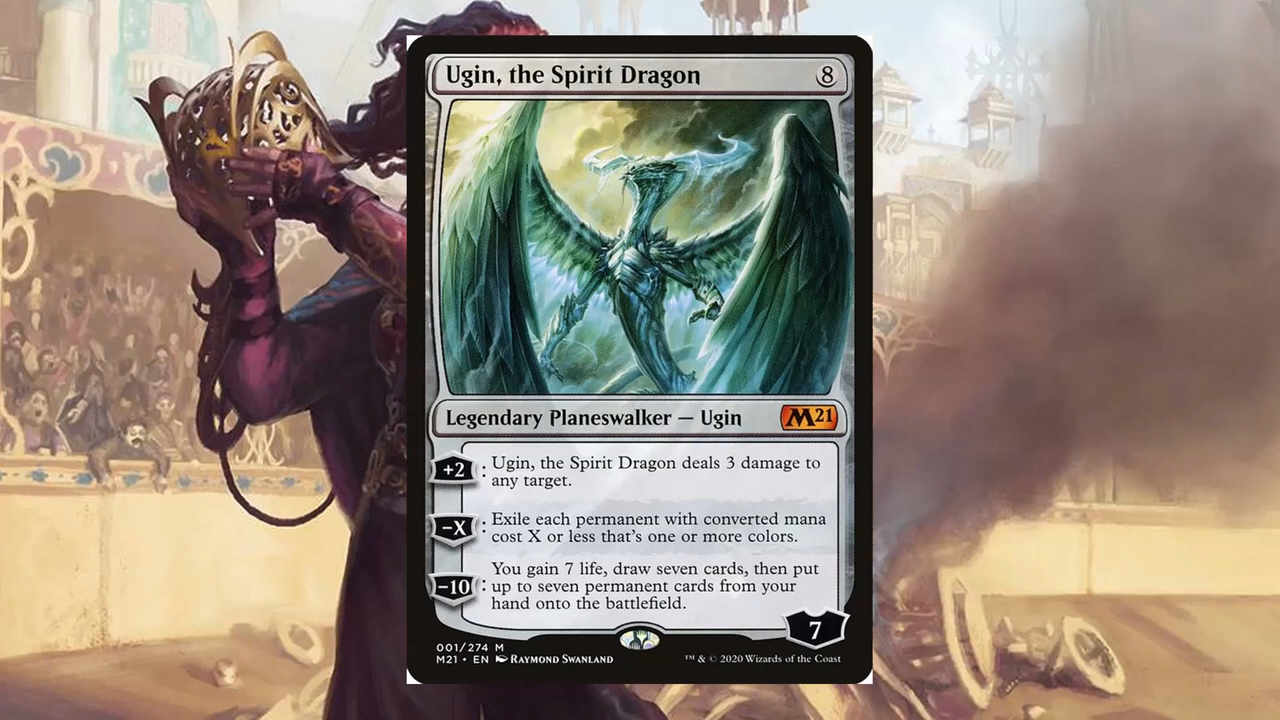 Ugin, the Spirit Dragon 8
Legendary Planeswalker — Ugin M21
+2: Ugin, the Spirit Dragon deals 3 damage to
any target.
−X: Exile each permanent with converted mana
cost X or less that's one or more colors.
You gain 7 life, draw seven cards, then put
−10: up to seven permanent cards from your
hand onto the battlefield.
7
001/274 M
M21 • EN Raymond Swanland ™ & © 2020 Wizards of the Coast